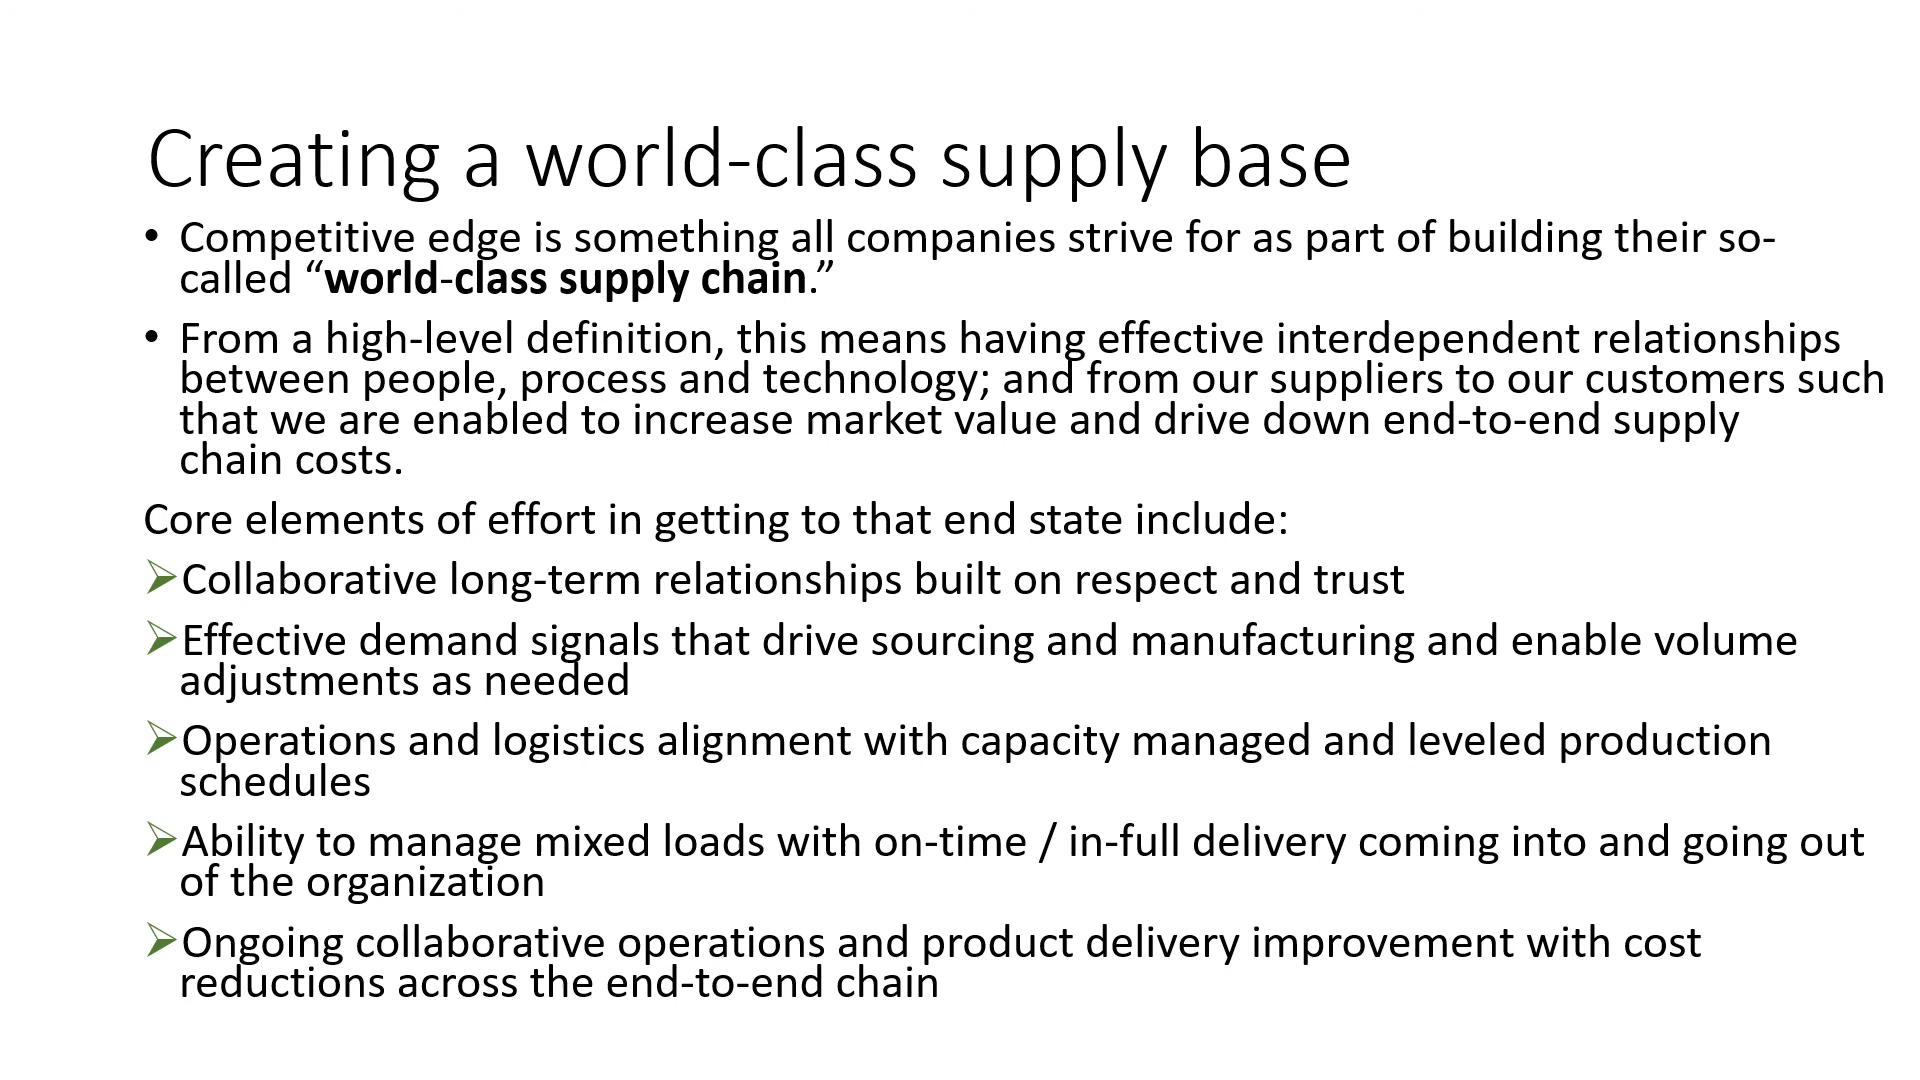 Creating a world-class supply base
• Competitive edge is something all companies strive for as part of building their so-
called “world-class supply chain.”
• From a high-level definition, this means having effective interdependent relationships
between people, process and technology; and from our suppliers to our customers such
that we are enabled to increase market value and drive down end-to-end supply
chain costs.
Core elements of effort in getting to that end state include:
➢Collaborative long-term relationships built on respect and trust
➢Effective demand signals that drive sourcing and manufacturing and enable volume
adjustments as needed
➢Operations and logistics alignment with capacity managed and leveled production
schedules
➢Ability to manage mixed loads with on-time / in-full delivery coming into and going out
of the organization
➢Ongoing collaborative operations and product delivery improvement with cost
reductions across the end-to-end chain